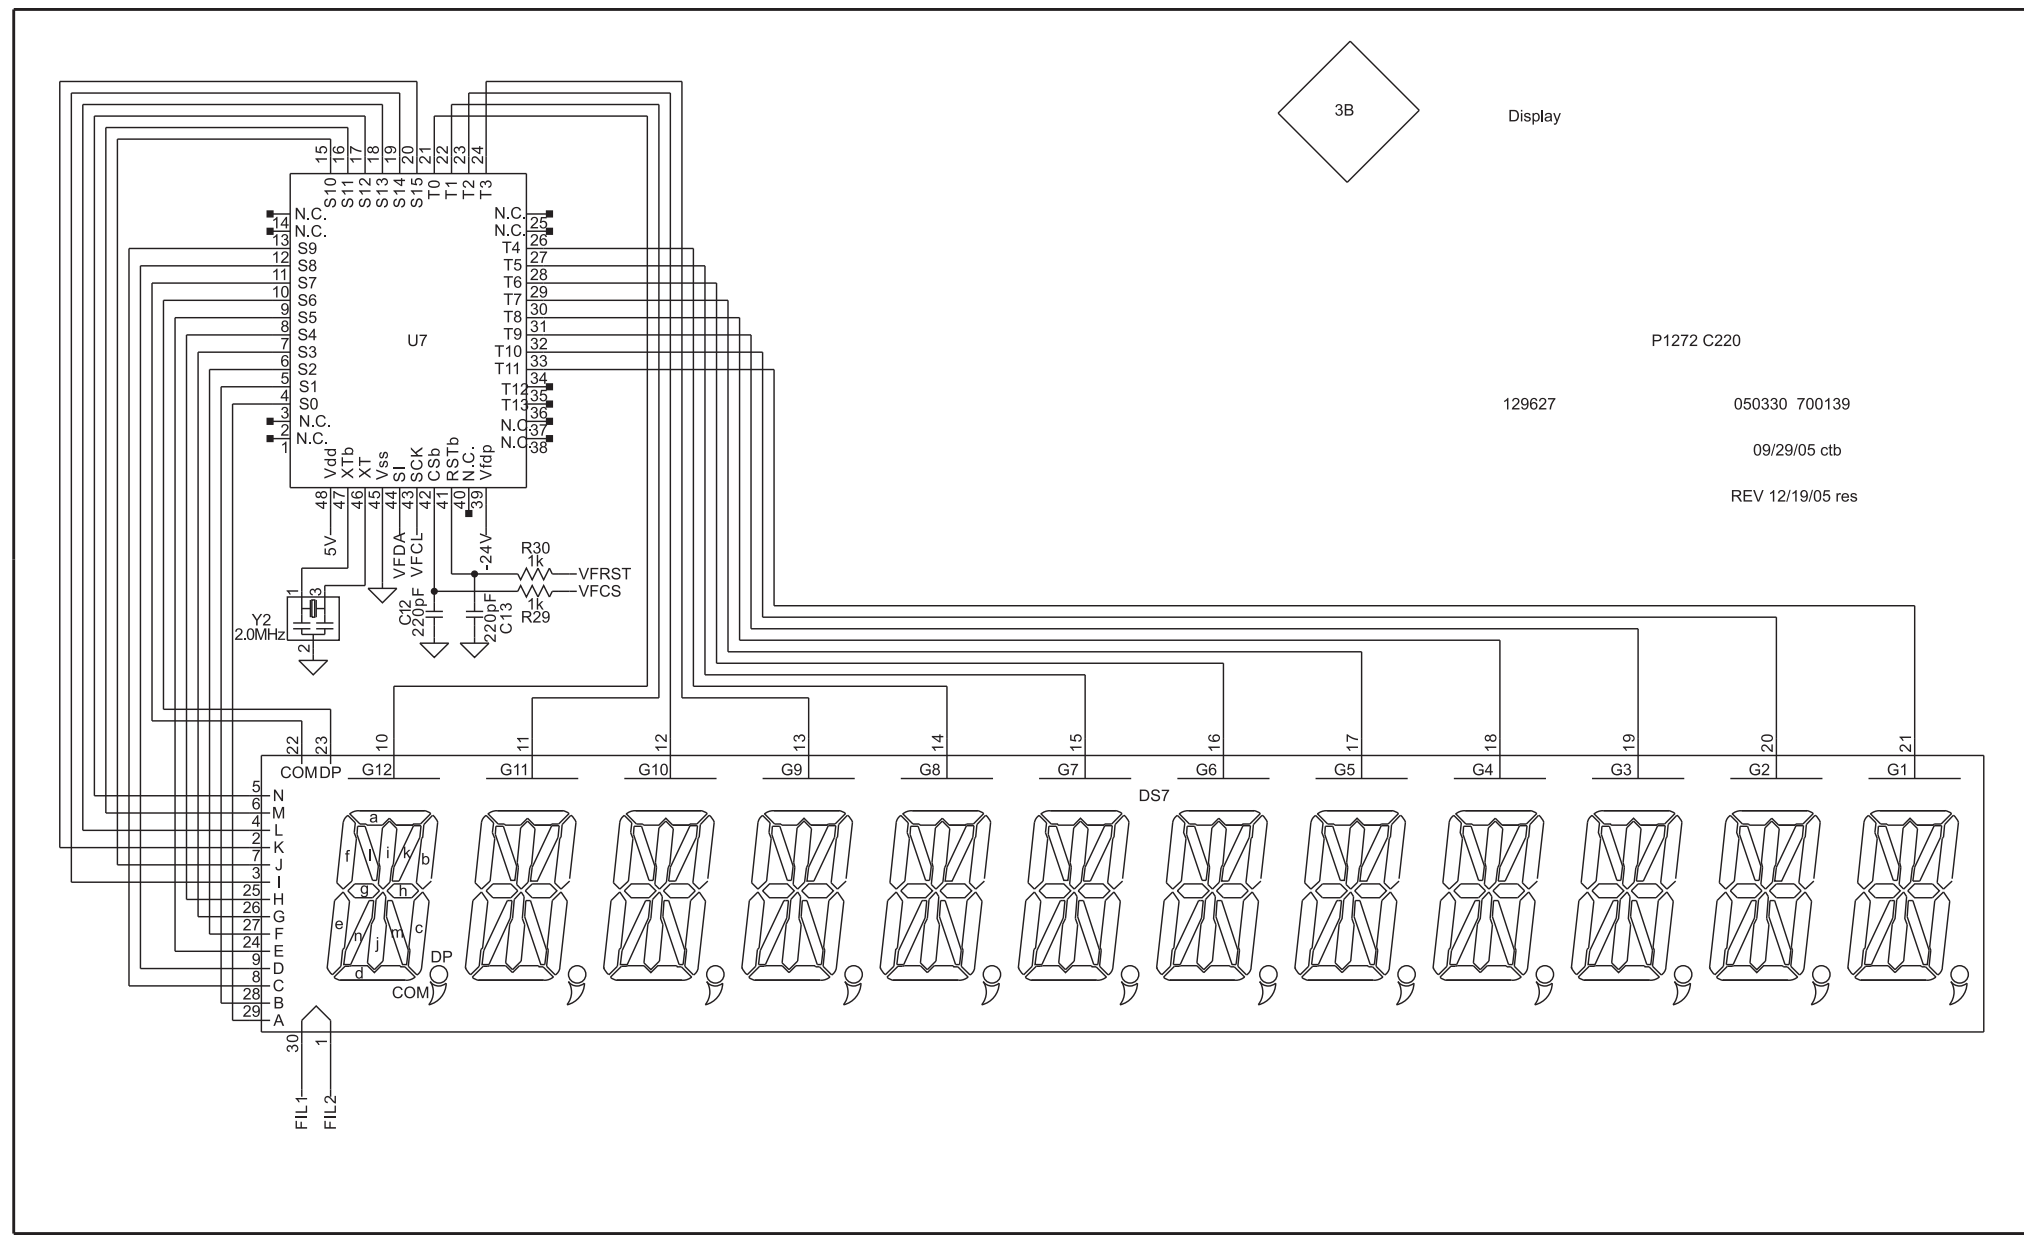 3B
Display
P1272 C220
129627
050330 700139
09/29/05 ctb
REV 12/19/05 res
15 16 17 18 19 20 21 22 23 24
S10 S11 S12 S13 S14 S15 T0 T1 T2 T3
N.C. 14
N.C. 13
S9 12
S8 11
S7 10
S6 9
S5 8
S4 7
S3 6
S2 5
S1 4
S0 3
N.C. 2
N.C. 1
U7
N.C. 25
N.C. 26
T4 27
T5 28
T6 29
T7 30
T8 31
T9 32
T10 33
T11 34
T12 35
T13 36
N.C. 37
N.C. 38
Vdd XTb XT Vss SI SCK CSb RSTb N.C. Vfdp
48 47 46 45 44 43 42 41 40 39
5V
VFDA
VFCL
-24V
R30
1k
VFRST
VFCS
1k
R29
C12
220pF
220pF
C13
1 3
Y2
2.0MHz
2
22 23 10 11 12 13 14 15 16 17 18 19 20 21
COM DP G12 G11 G10 G9 G8 G7 G6 G5 G4 G3 G2 G1
DS7
5 N
6 M
4 L
2 K
7 J
3 I
25 H
26 G
27 F
24 E
9 D
8 C
28 B
29 A
a
f l i k b
g h
e n j m c
d
DP
COM
30 1
FIL1
FIL2